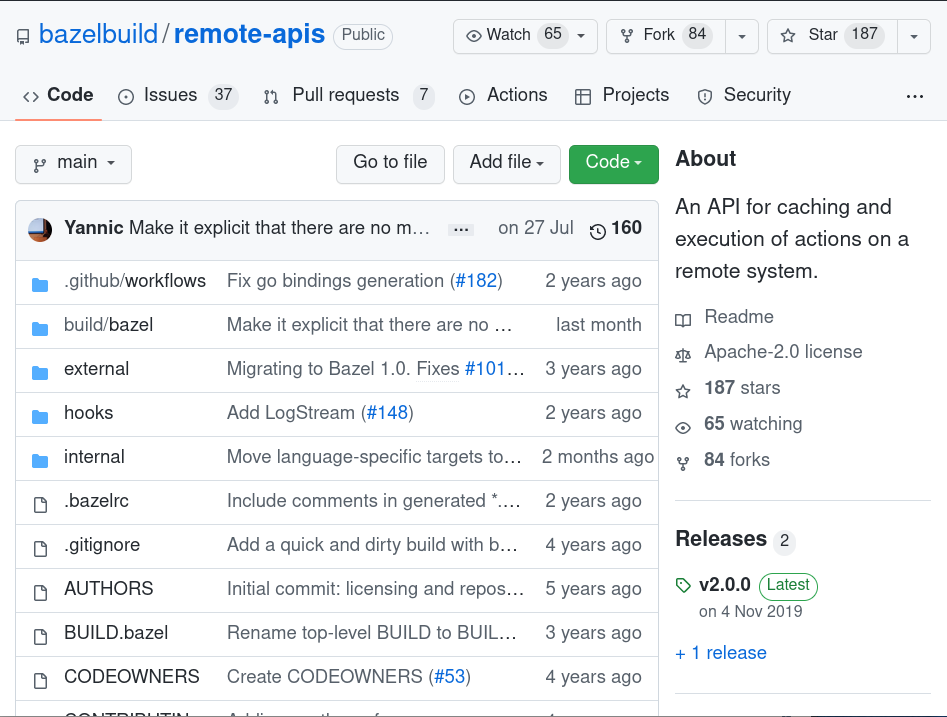 bazelbuild/remote-apis Public Watch 65 Fork 84 Star 187
Code Issues 37 Pull requests 7 Actions Projects Security ...
main Go to file Add file Code
Yannic Make it explicit that there are no m… ... on 27 Jul 160
.github/workflows Fix go bindings generation (#182) 2 years ago
build/bazel Make it explicit that there are no … last month
external Migrating to Bazel 1.0. Fixes #101… 3 years ago
hooks Add LogStream (#148) 2 years ago
internal Move language-specific targets to… 2 months ago
.bazelrc Include comments in generated *.… 2 years ago
.gitignore Add a quick and dirty build with b… 4 years ago
AUTHORS Initial commit: licensing and repos… 5 years ago
BUILD.bazel Rename top-level BUILD to BUIL… 3 years ago
CODEOWNERS Create CODEOWNERS (#53) 4 years ago
About
An API for caching and
execution of actions on a
remote system.
Readme
Apache-2.0 license
187 stars
65 watching
84 forks
Releases 2
v2.0.0 Latest
on 4 Nov 2019
+ 1 release